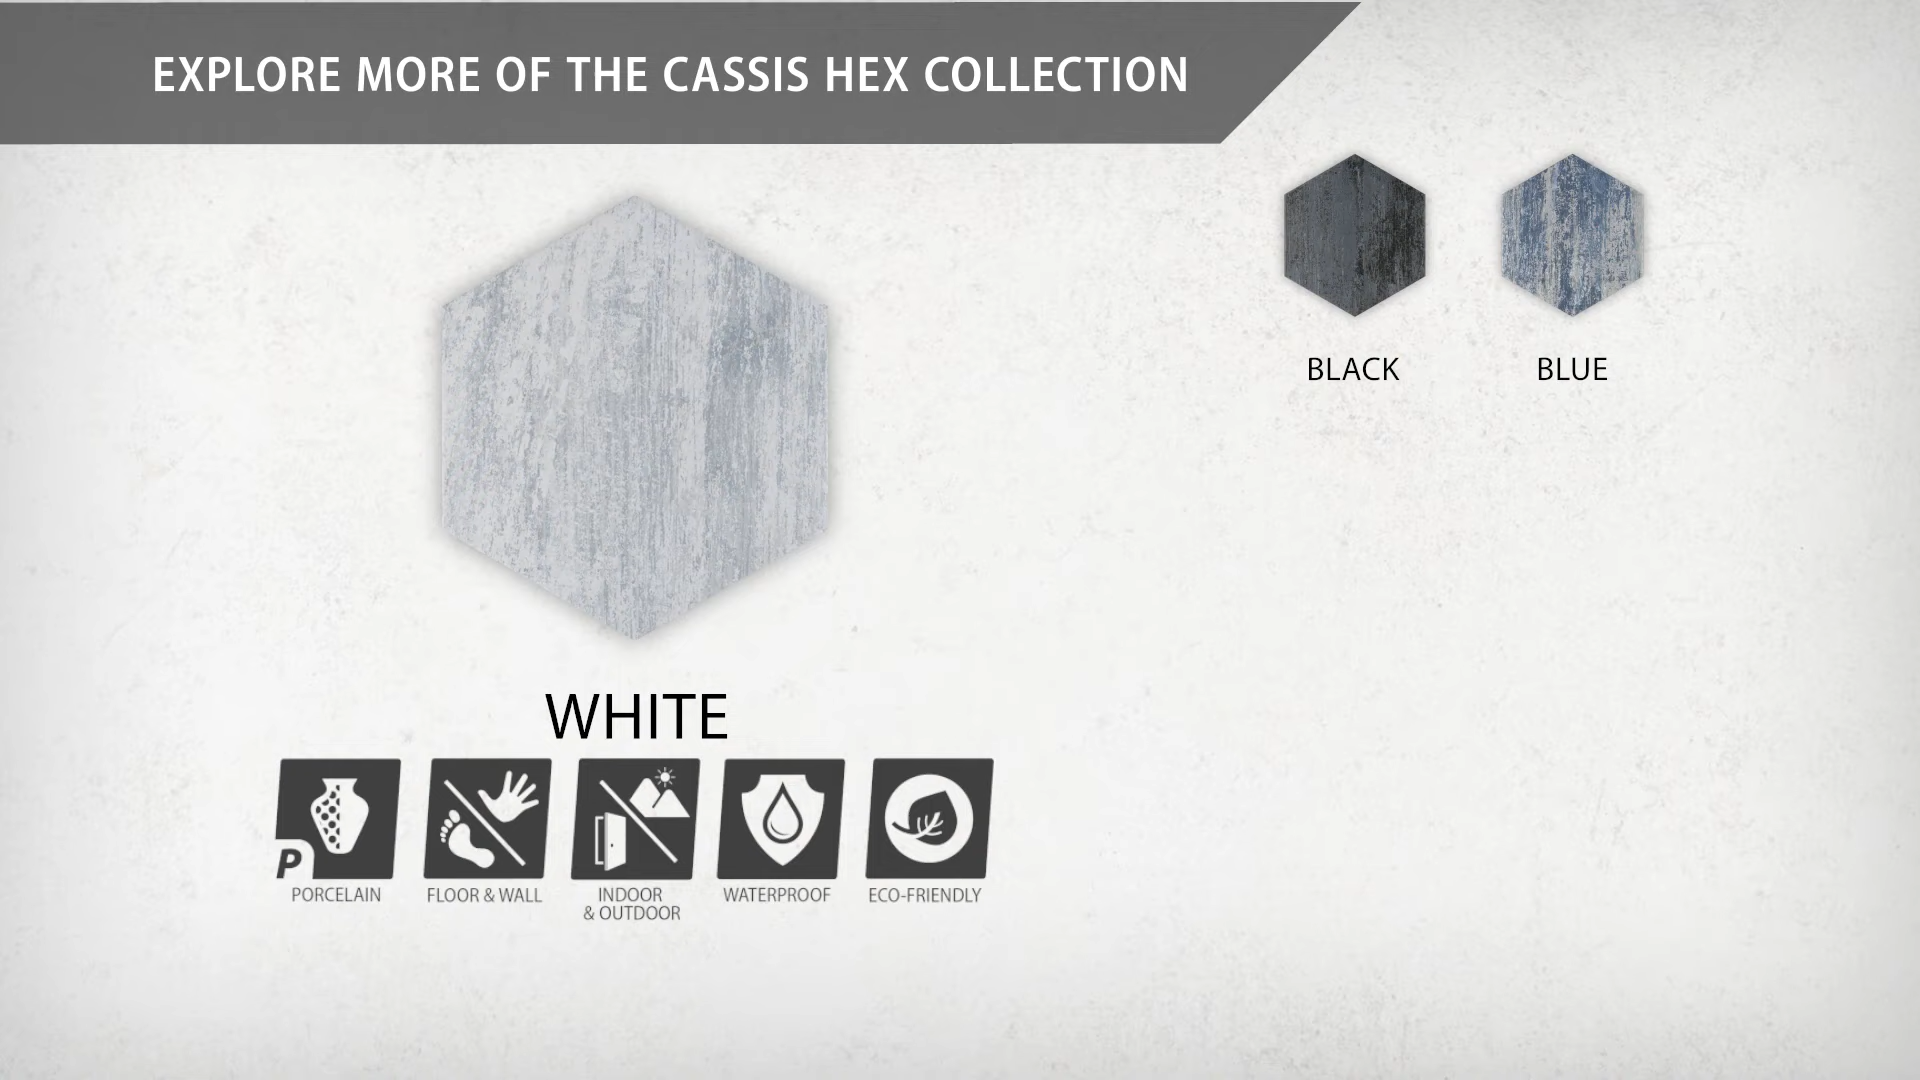 EXPLORE MORE OF THE CASSIS HEX COLLECTION
BLACK
BLUE
WHITE
P
PORCELAIN
FLOOR & WALL
INDOOR
& OUTDOOR
WATERPROOF
ECO-FRIENDLY